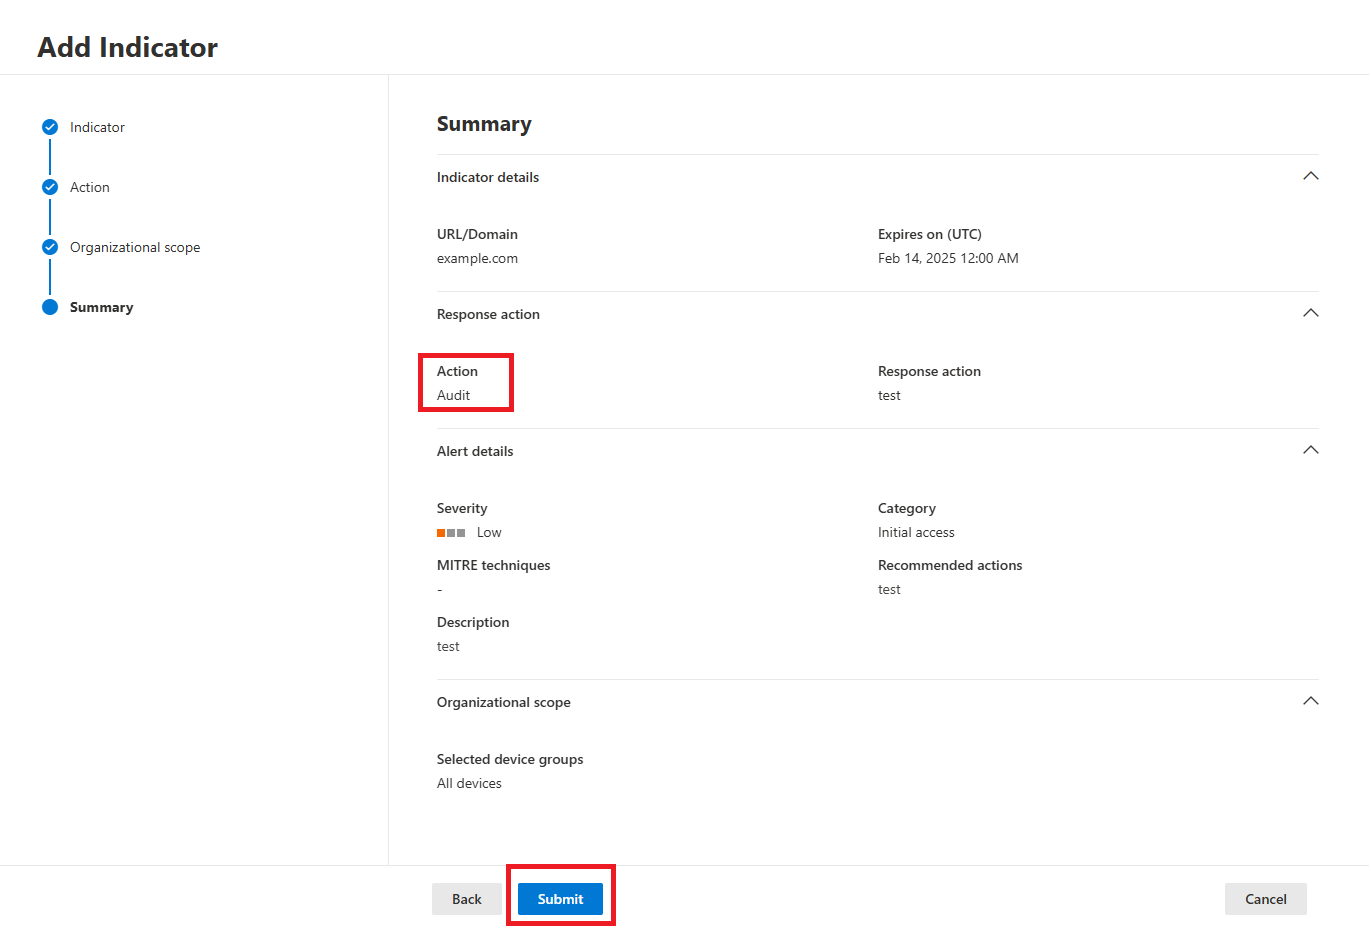 Add Indicator
Indicator
Action
Organizational scope
Summary
Summary
Indicator details
URL/Domain
example.com
Expires on (UTC)
Feb 14, 2025 12:00 AM
Response action
Action
Audit
Response action
test
Alert details
Severity
Low
Category
Initial access
MITRE techniques
-
Recommended actions
test
Description
test
Organizational scope
Selected device groups
All devices
Back
Submit
Cancel